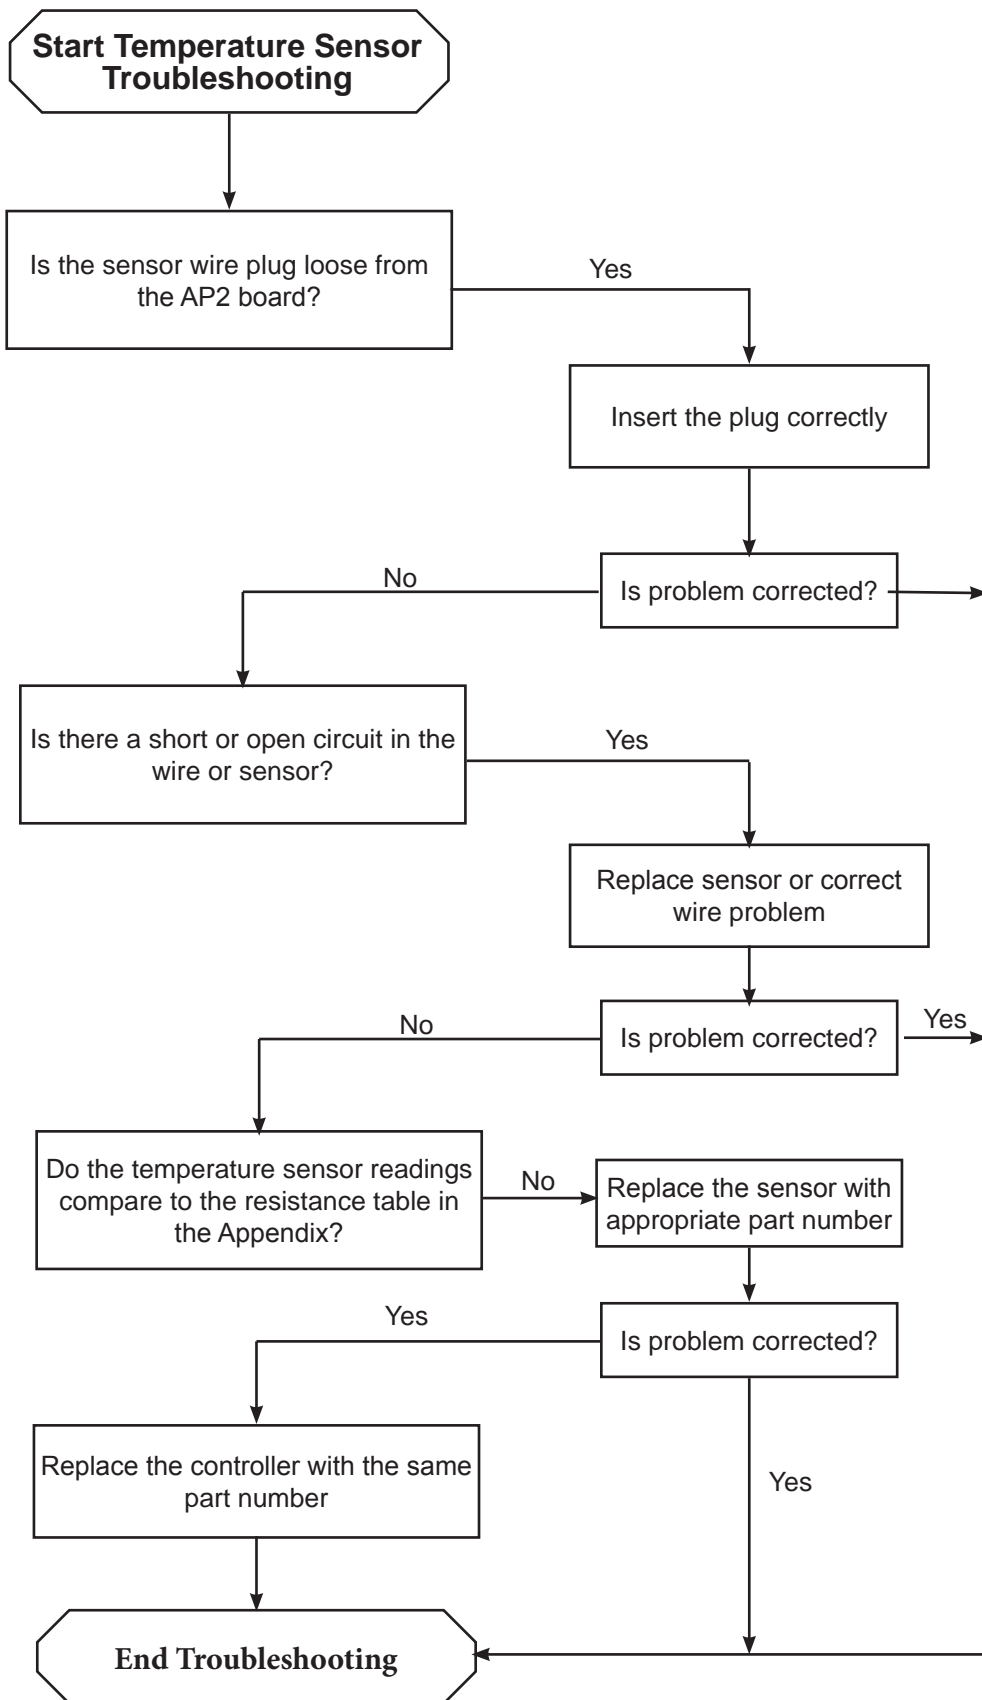 Start Temperature Sensor
Troubleshooting
Is the sensor wire plug loose from
the AP2 board?
Yes
Insert the plug correctly
No
Is problem corrected?
Is there a short or open circuit in the
wire or sensor?
Yes
Replace sensor or correct
wire problem
No
Is problem corrected?
Yes
Do the temperature sensor readings
compare to the resistance table in
the Appendix?
No
Replace the sensor with
appropriate part number
Yes
Is problem corrected?
Replace the controller with the same
part number
Yes
End Troubleshooting